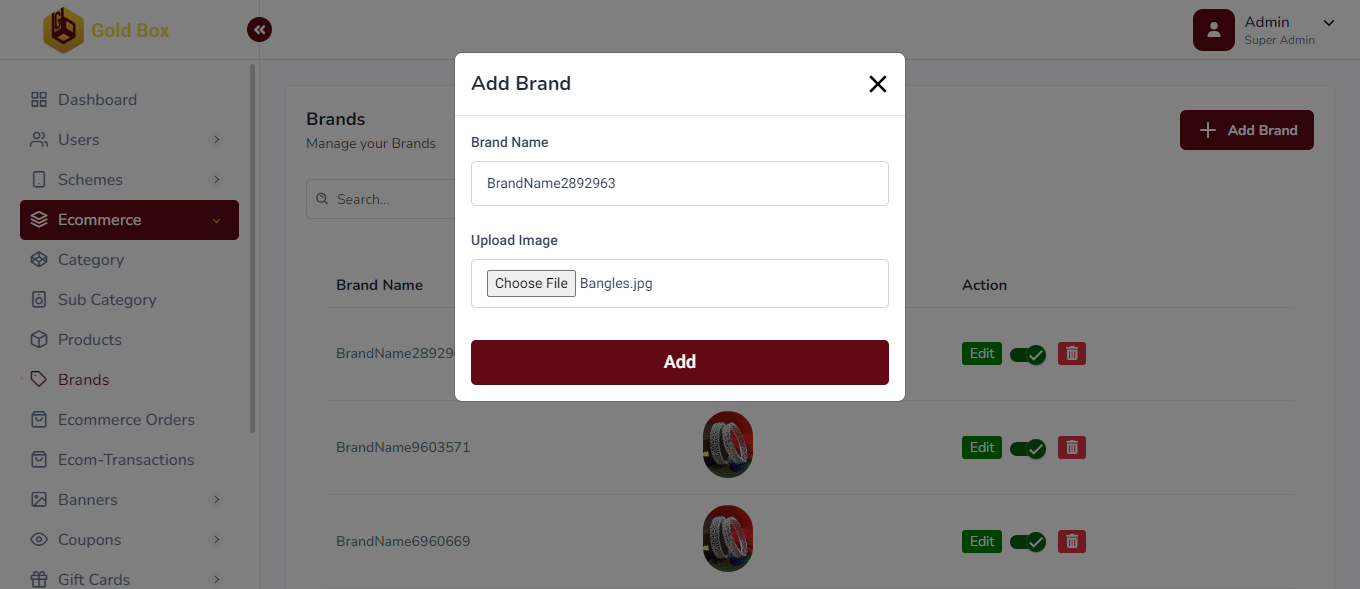 Gold Box
Admin
Super Admin
Add Brand
Dashboard
Brands
Add Brand
Users
Manage your Brands
Brand Name
Schemes
BrandName2892963
Search...
Ecommerce
Upload Image
Category
Choose File Bangles.jpg
Brand Name
Action
Sub Category
Products
BrandName28929
Add
Edit
Brands
Ecommerce Orders
BrandName9603571
Edit
Ecom-Transactions
Banners
BrandName6960669
Edit
Coupons
Gift Cards